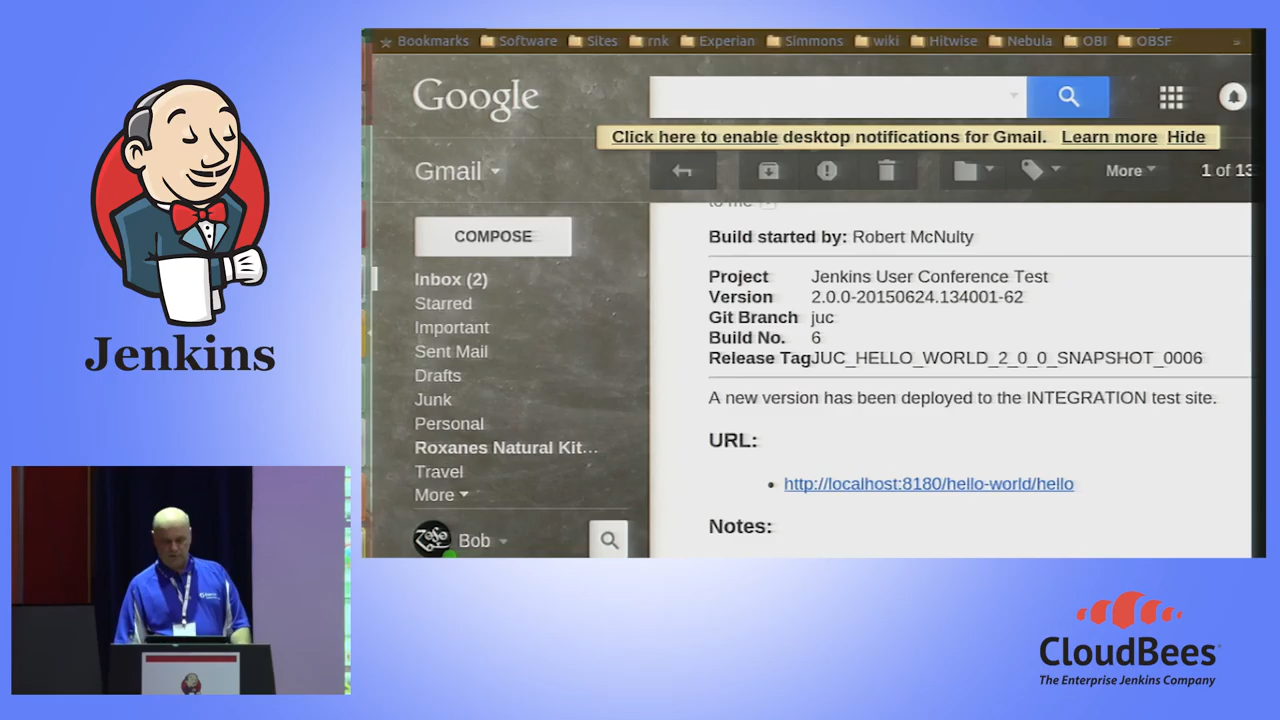 Bookmarks Software Sites rnk Experian Simmons wiki Hitwise Nebula OBI OBSF »
Google
Click here to enable desktop notifications for Gmail. Learn more Hide
Gmail
More
1 of 13
COMPOSE
Inbox (2)
Starred
Important
Sent Mail
Drafts
Junk
Personal
Roxanes Natural Kit...
Travel
More
Bob
to me
Build started by: Robert McNulty
Project Jenkins User Conference Test
Version 2.0.0-20150624.134001-62
Git Branch juc
Build No. 6
Release Tag JUC_HELLO_WORLD_2_0_0_SNAPSHOT_0006
A new version has been deployed to the INTEGRATION test site.
URL:
• http://localhost:8180/hello-world/hello
Notes:
Jenkins
CloudBees
The Enterprise Jenkins Company